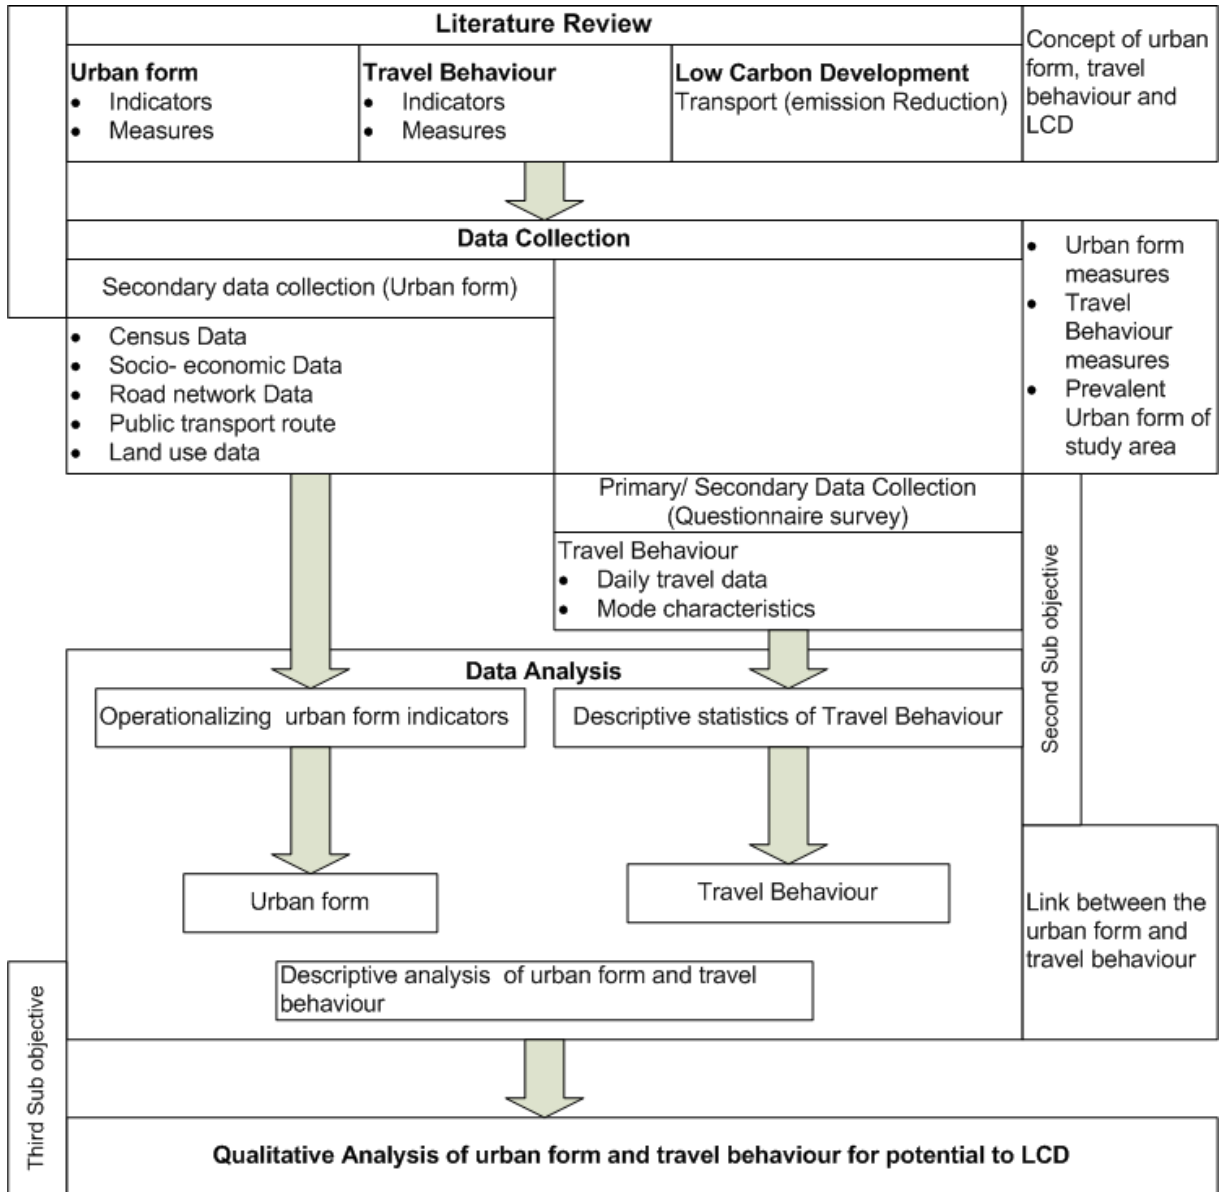 Literature Review
Urban form
• Indicators
• Measures
Travel Behaviour
• Indicators
• Measures
Low Carbon Development
Transport (emission Reduction)
Concept of urban
form, travel
behaviour and
LCD
Data Collection
Secondary data collection (Urban form)
• Census Data
• Socio- economic Data
• Road network Data
• Public transport route
• Land use data
• Urban form
measures
• Travel
Behaviour
measures
• Prevalent
Urban form of
study area
Primary/ Secondary Data Collection
(Questionnaire survey)
Travel Behaviour
• Daily travel data
• Mode characteristics
Second Sub objective
Data Analysis
Operationalizing urban form indicators
Descriptive statistics of Travel Behaviour
Urban form
Travel Behaviour
Descriptive analysis of urban form and travel
behaviour
Link between the
urban form and
travel behaviour
Third Sub objective
Qualitative Analysis of urban form and travel behaviour for potential to LCD